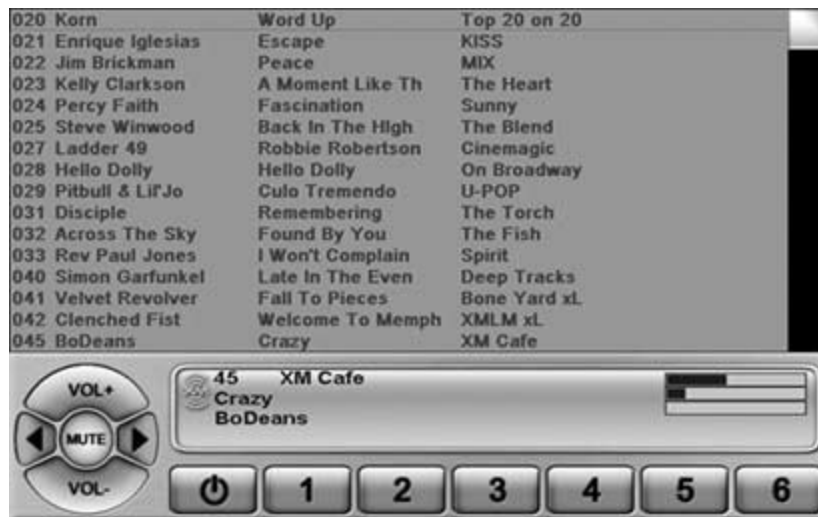 020 Korn Word Up Top 20 on 20
021 Enrique Iglesias Escape KISS
022 Jim Brickman Peace MIX
023 Kelly Clarkson A Moment Like Th The Heart
024 Percy Faith Fascination Sunny
025 Steve Winwood Back In The HIgh The Blend
027 Ladder 49 Robbie Robertson Cinemagic
028 Hello Dolly Hello Dolly On Broadway
029 Pitbull & Lil'Jo Culo Tremendo U-POP
031 Disciple Remembering The Torch
032 Across The Sky Found By You The Fish
033 Rev Paul Jones I Won't Complain Spirit
040 Simon Garfunkel Late In The Even Deep Tracks
041 Velvet Revolver Fall To Pieces Bone Yard xL
042 Clenched Fist Welcome To Memph XMLM xL
045 BoDeans Crazy XM Cafe
45 XM Cafe
Crazy
BoDeans
VOL+
MUTE
VOL-
1 2 3 4 5 6